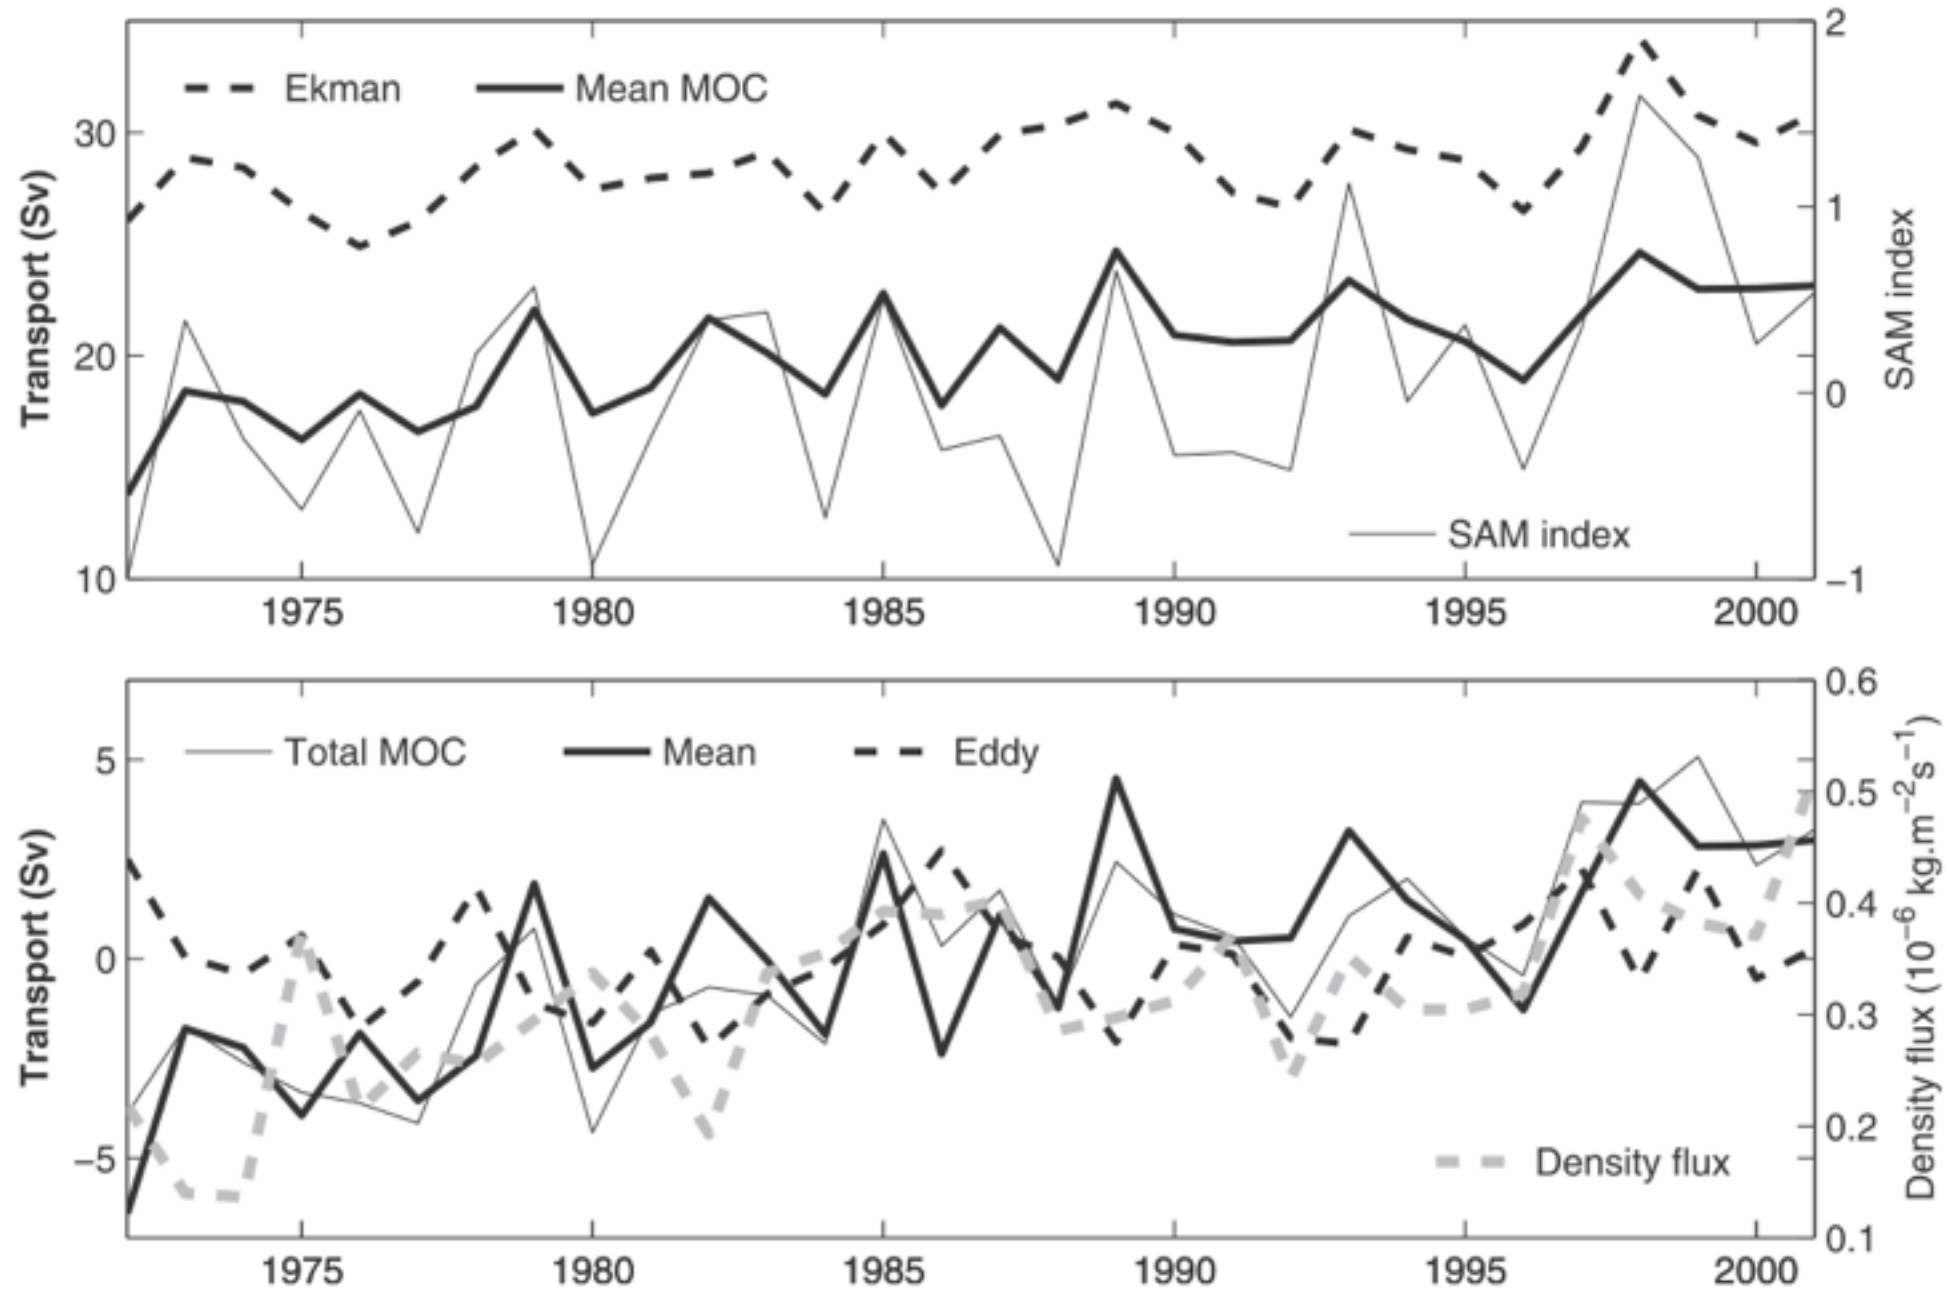 Ekman Mean MOC
SAM index
Transport (Sv)
30
20
10
2
1
0
−1
SAM index
1975 1980 1985 1990 1995 2000
Total MOC Mean Eddy
Density flux
Transport (Sv)
5
0
−5
0.6
0.5
0.4
0.3
0.2
0.1
Density flux (10⁻⁶ kg.m⁻²s⁻¹)
1975 1980 1985 1990 1995 2000